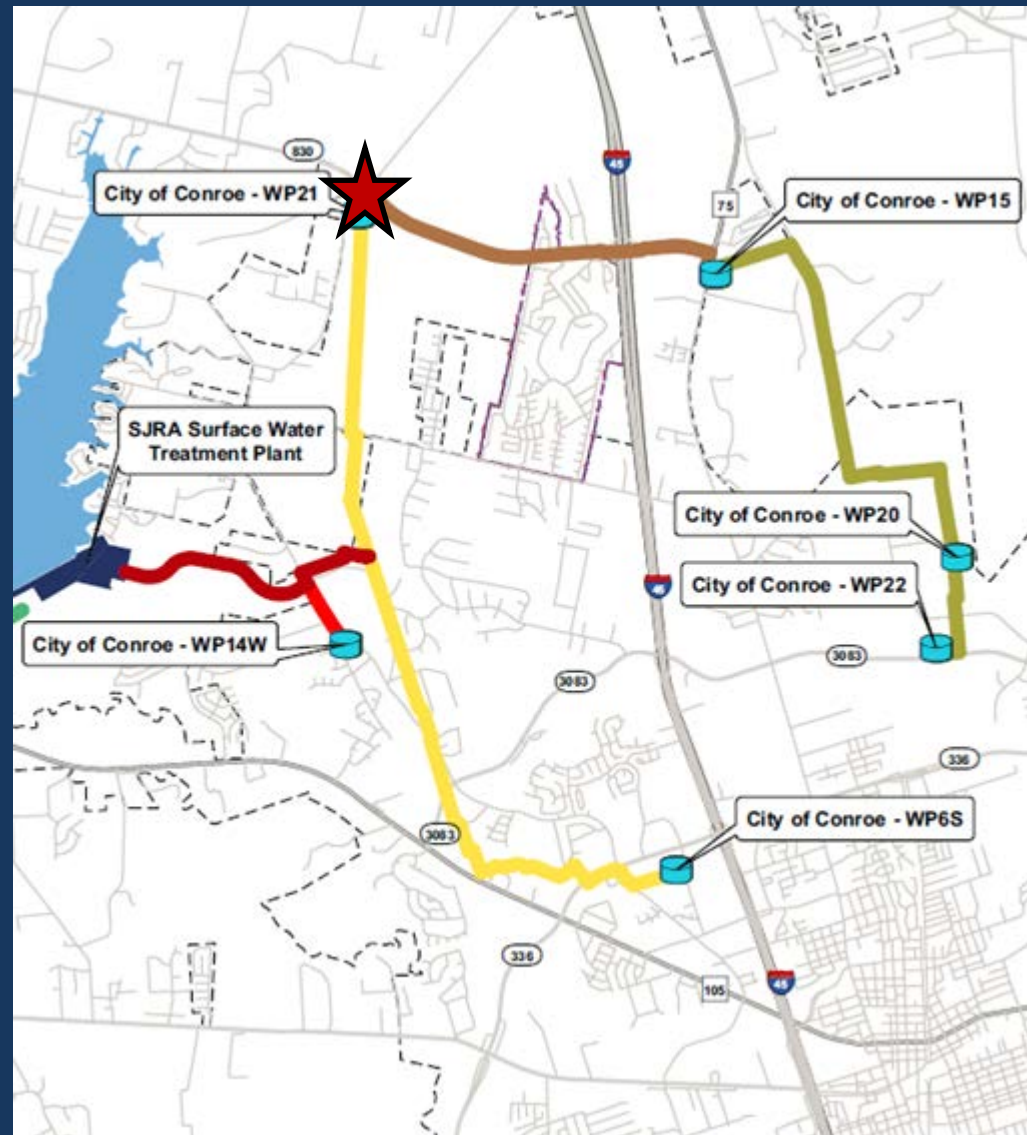 830
45
City of Conroe - WP21
City of Conroe - WP15
75
SJRA Surface Water
Treatment Plant
City of Conroe - WP20
City of Conroe - WP22
45
City of Conroe - WP14W
3083
3083
336
City of Conroe - WP6S
3083
336
105
45